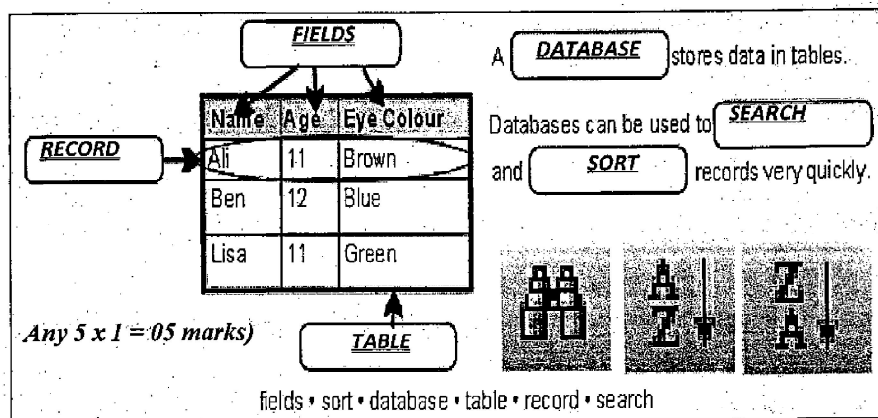 FIELDS
A DATABASE stores data in tables.
Name Age Eye Colour
Databases can be used to SEARCH
RECORD
Ali 11 Brown
and SORT records very quickly.
Ben 12 Blue
Lisa 11 Green
A
Z
Z
A
Any 5 x 1 = 05 marks)
TABLE
fields • sort • database • table • record • search